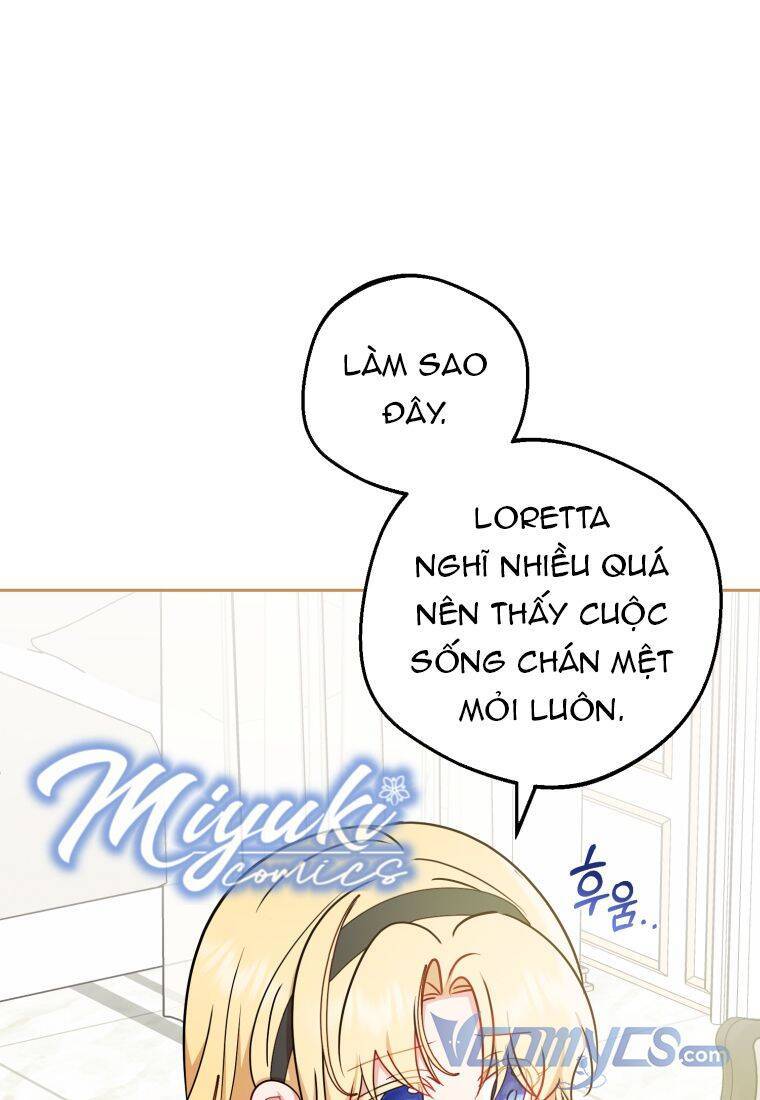 LÀM SAO
ĐÂY.
LORETTA
NGHĨ NHIỀU QUÁ
NÊN THẤY CUỘC
SỐNG CHÁN MỆT
MỎI LUÔN.
Miyuki
comics
후움..
VCOMYCS.com